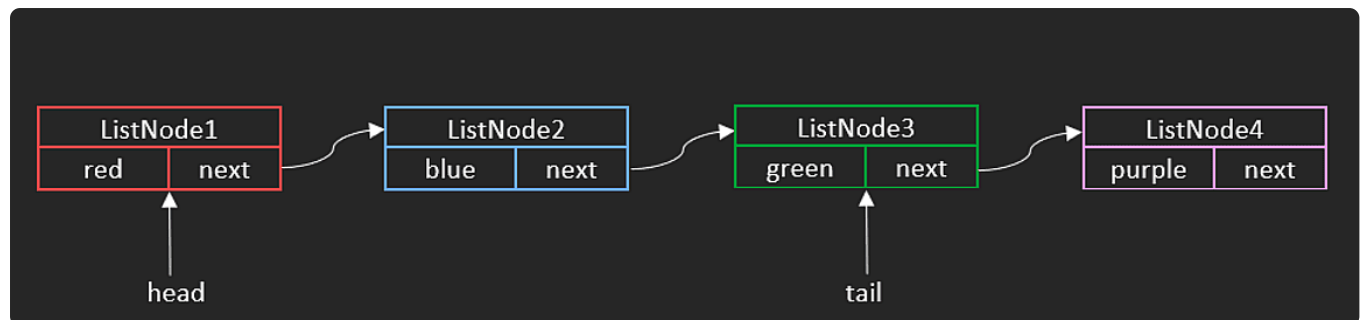 ListNode1 ListNode2 ListNode3 ListNode4
red next blue next green next purple next
head tail